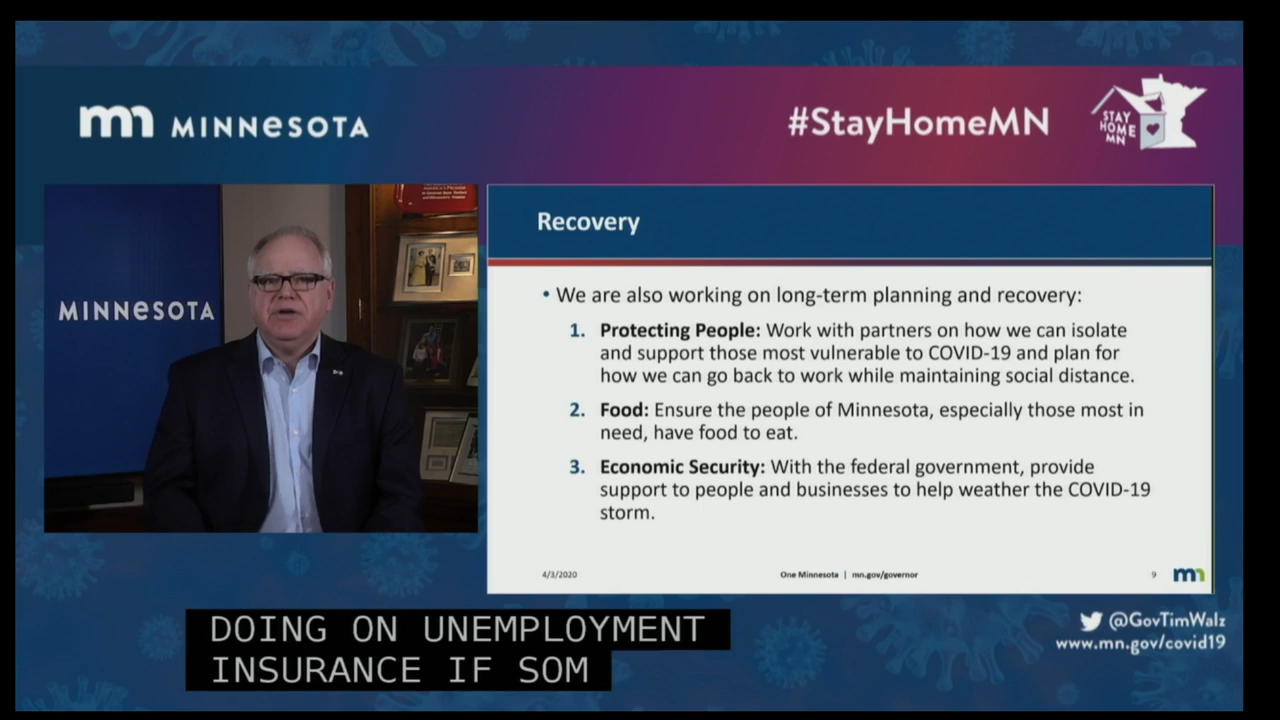 mn MINNESOTA
#StayHomeMN
STAY
HOME
MN
MINNESOTA
Recovery
• We are also working on long-term planning and recovery:
1. Protecting People: Work with partners on how we can isolate
and support those most vulnerable to COVID-19 and plan for
how we can go back to work while maintaining social distance.
2. Food: Ensure the people of Minnesota, especially those most in
need, have food to eat.
3. Economic Security: With the federal government, provide
support to people and businesses to help weather the COVID-19
storm.
4/3/2020
One Minnesota | mn.gov/governor
9
mn
DOING ON UNEMPLOYMENT
INSURANCE IF SOM
@GovTimWalz
www.mn.gov/covid19